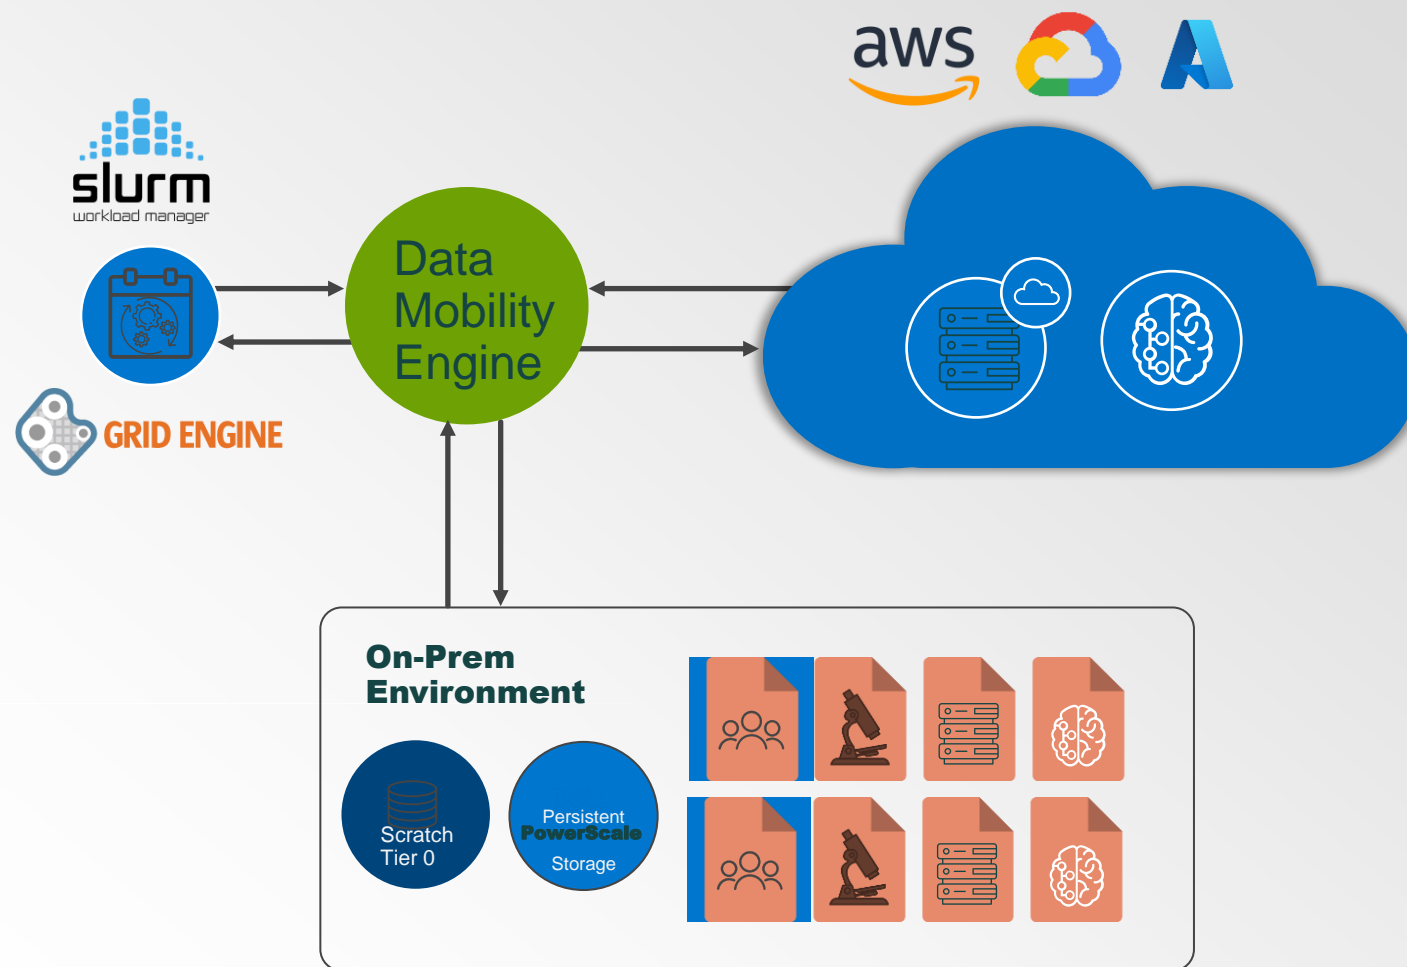 aws
slurm
workload manager
Data
Mobility
Engine
GRID ENGINE
On-Prem
Environment
Scratch
Tier 0
Persistent
PowerScale
Storage